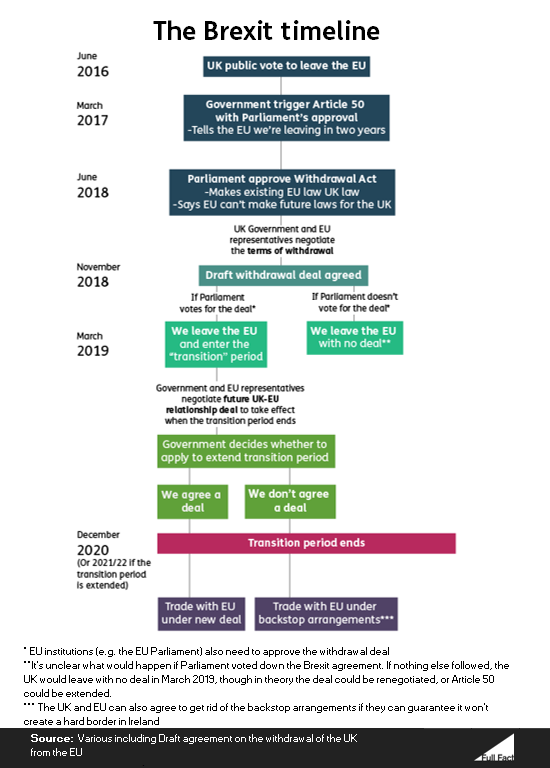 The Brexit timeline
June
2016
UK public vote to leave the EU
March
2017
Government trigger Article 50
with Parliament's approval
-Tells the EU we're leaving in two years
June
2018
Parliament approve Withdrawal Act
-Makes existing EU law UK law
-Says EU can't make future laws for the UK
UK Government and EU
representatives negotiate
the terms of withdrawal
November
2018
Draft withdrawal deal agreed
If Parliament
votes for the deal*
If Parliament doesn't
vote for the deal*
March
2019
We leave the EU
and enter the
"transition" period
We leave the EU
with no deal**
Government and EU representatives
negotiate future UK-EU
relationship deal to take effect
when the transition period ends
Government decides whether to
apply to extend transition period
We agree a
deal
We don't agree
a deal
December
2020
(Or 2021/22 if the
transition period
is extended)
Transition period ends
Trade with EU
under new deal
Trade with EU under
backstop arrangements***
* EU institutions (e.g. the EU Parliament) also need to approve the withdrawal deal
**It's unclear what would happen if Parliament voted down the Brexit agreement. If nothing else followed, the
UK would leave with no deal in March 2019, though in theory the deal could be renegotiated, or Article 50
could be extended.
*** The UK and EU can also agree to get rid of the backstop arrangements if they can guarantee it won't
create a hard border in Ireland
Source: Various including Draft agreement on the withdrawal of the UK
from the EU
Full Fact